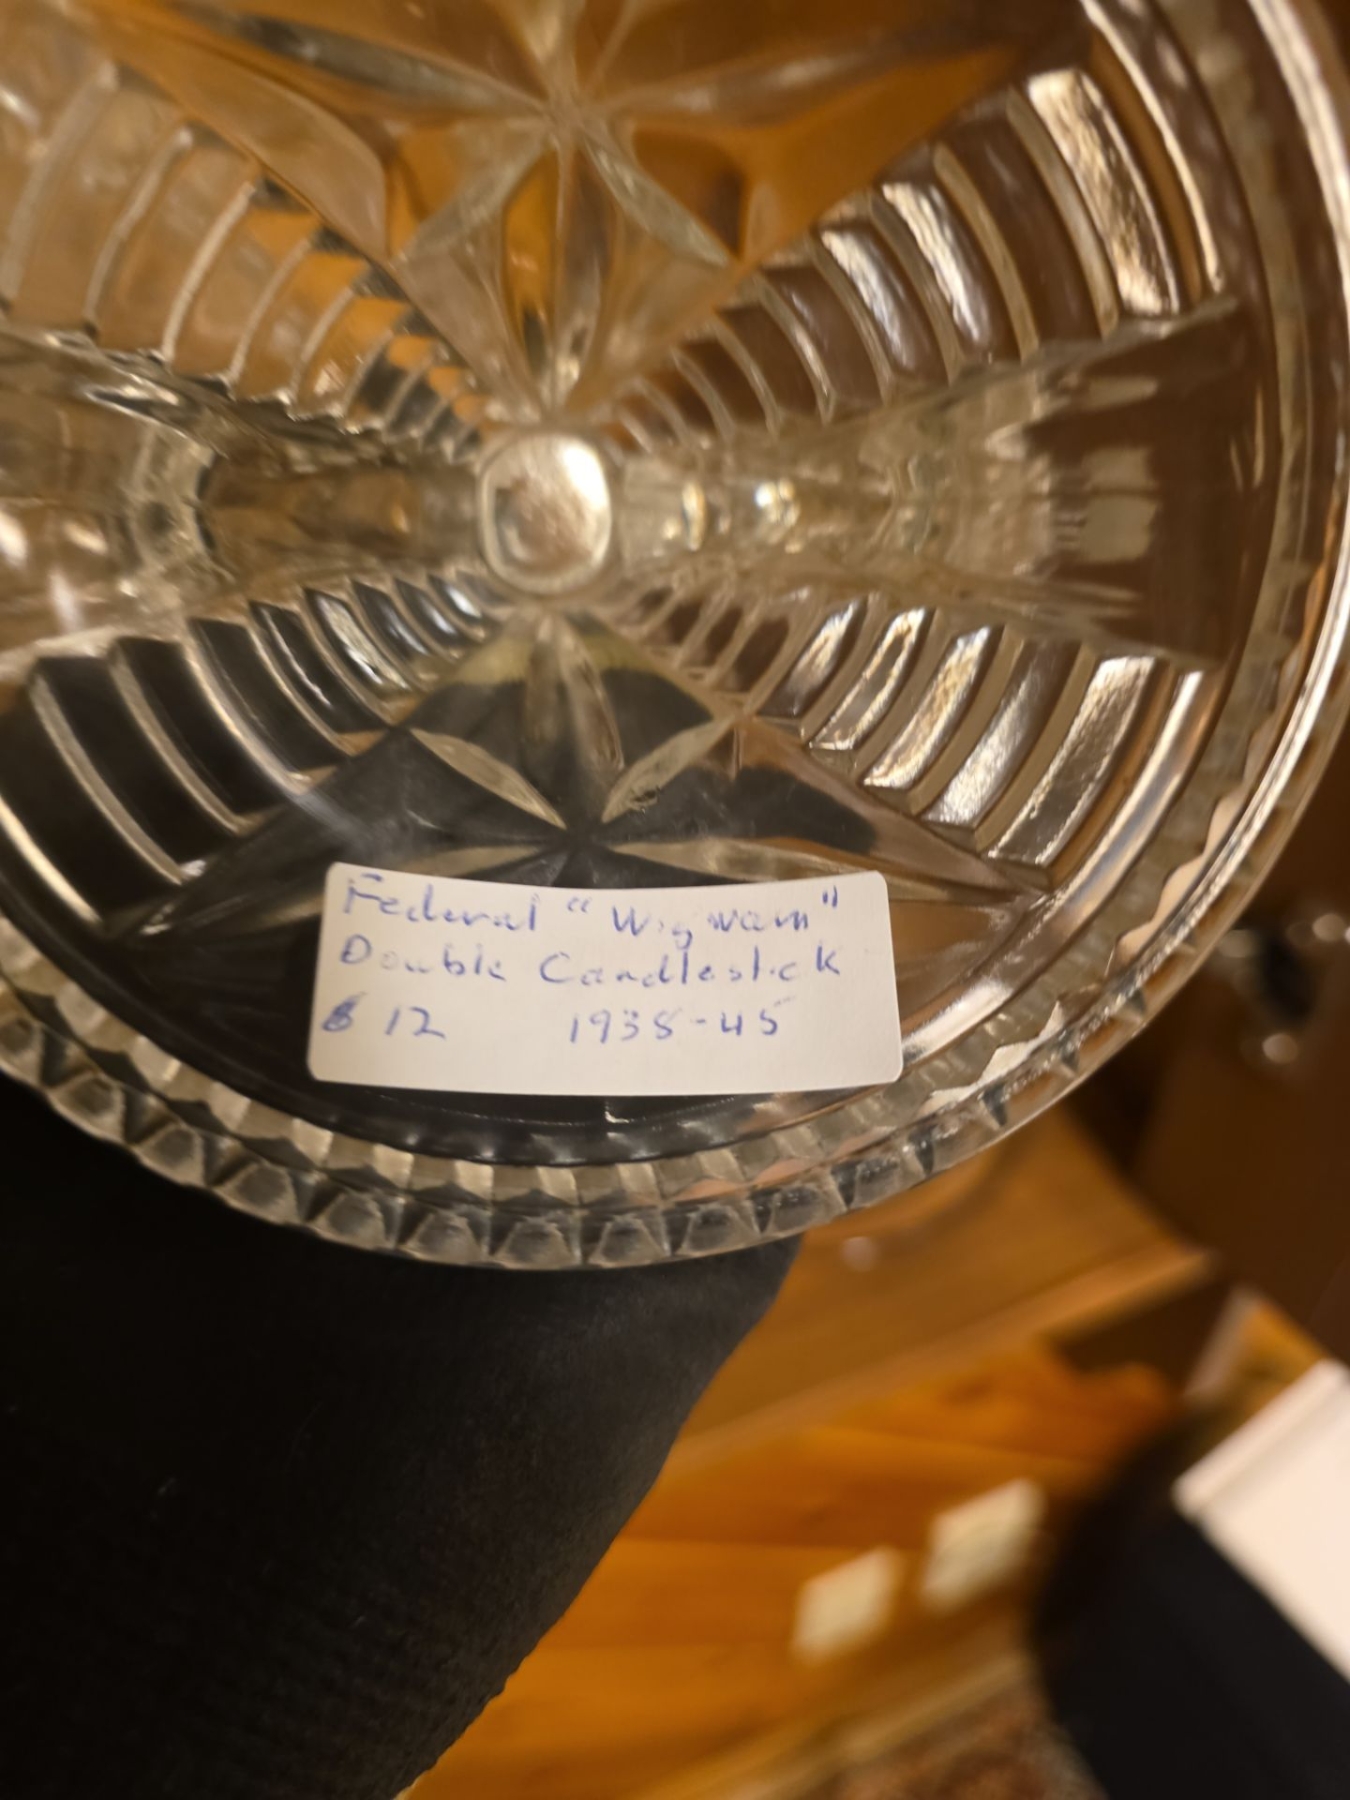 Federal "Wigwam"
Double Candlestick
$12 1938-45